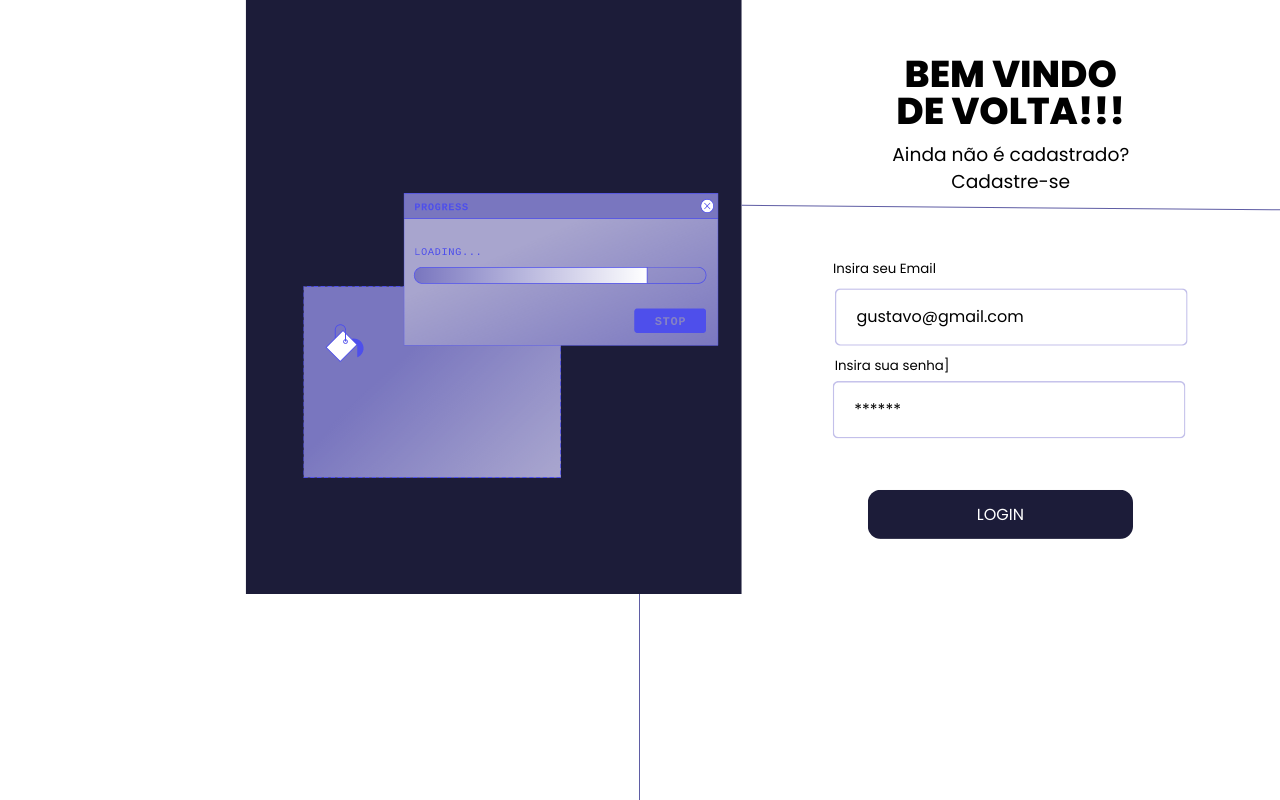 PROGRESS
LOADING...
STOP
BEM VINDO
DE VOLTA!!!
Ainda não é cadastrado?
Cadastre-se
Insira seu Email
gustavo@gmail.com
Insira sua senha]
******
LOGIN